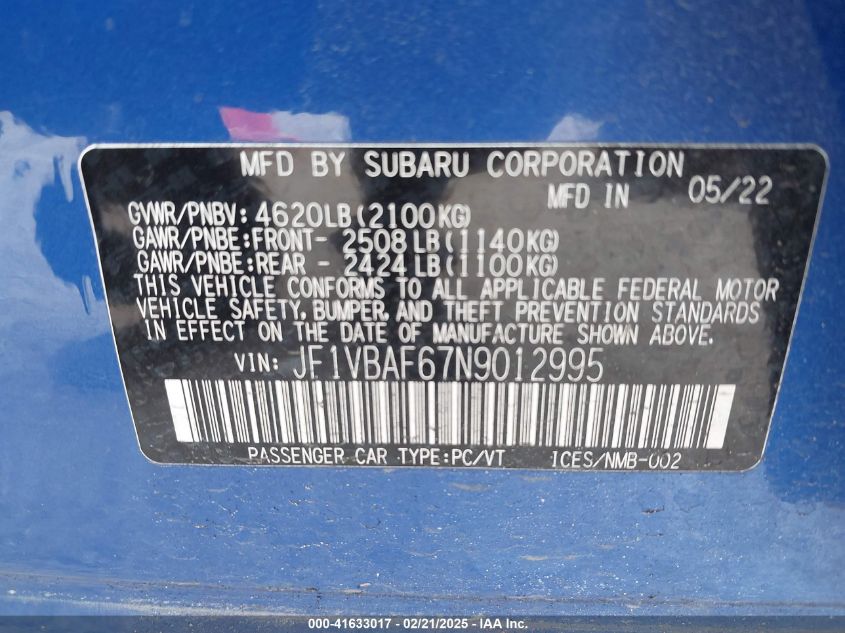 MFD BY SUBARU CORPORATION
MFD IN 05/22
GVWR/PNBV: 4620LB(2100KG)
GAWR/PNBE:FRONT- 2508LB(1140KG)
GAWR/PNBE:REAR - 2424LB(1100KG)
THIS VEHICLE CONFORMS TO ALL APPLICABLE FEDERAL MOTOR
VEHICLE SAFETY, BUMPER, AND THEFT PREVENTION STANDARDS
IN EFFECT ON THE DATE OF MANUFACTURE SHOWN ABOVE.
VIN: JF1VBAF67N9012995
PASSENGER CAR TYPE:PC/VT ICES/NMB-002
000-41633017 - 02/21/2025 - IAA Inc.